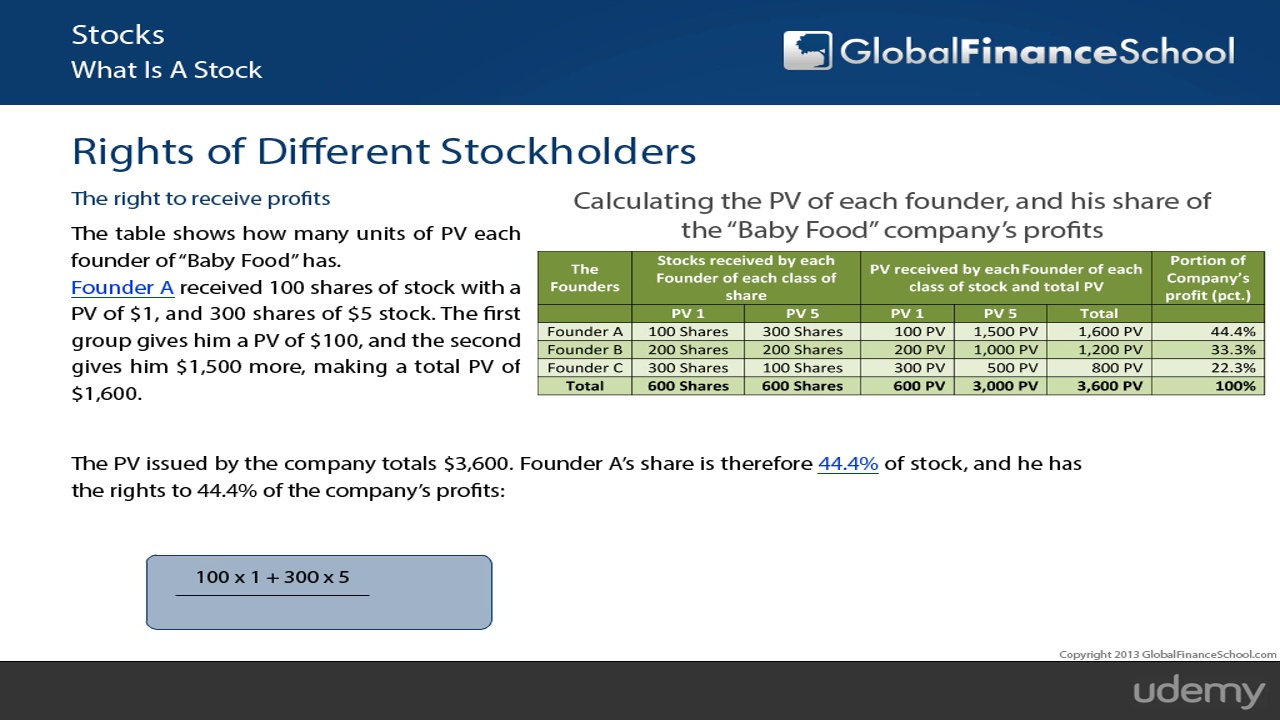 Stocks
What Is A Stock
GlobalFinanceSchool
Rights of Different Stockholders
The right to receive profits
The table shows how many units of PV each
founder of “Baby Food” has.
Founder A received 100 shares of stock with a
PV of $1, and 300 shares of $5 stock. The first
group gives him a PV of $100, and the second
gives him $1,500 more, making a total PV of
$1,600.
Calculating the PV of each founder, and his share of
the “Baby Food” company’s profits
The Founders Stocks received by each Founder of each class of share PV received by each Founder of each class of stock and total PV Portion of Company’s profit (pct.)
PV 1 PV 5 PV 1 PV 5 Total
Founder A 100 Shares 300 Shares 100 PV 1,500 PV 1,600 PV 44.4%
Founder B 200 Shares 200 Shares 200 PV 1,000 PV 1,200 PV 33.3%
Founder C 300 Shares 100 Shares 300 PV 500 PV 800 PV 22.3%
Total 600 Shares 600 Shares 600 PV 3,000 PV 3,600 PV 100%
The PV issued by the company totals $3,600. Founder A’s share is therefore 44.4% of stock, and he has
the rights to 44.4% of the company’s profits:
100 x 1 + 300 x 5
Copyright 2013 GlobalFinanceSchool.com
udemy